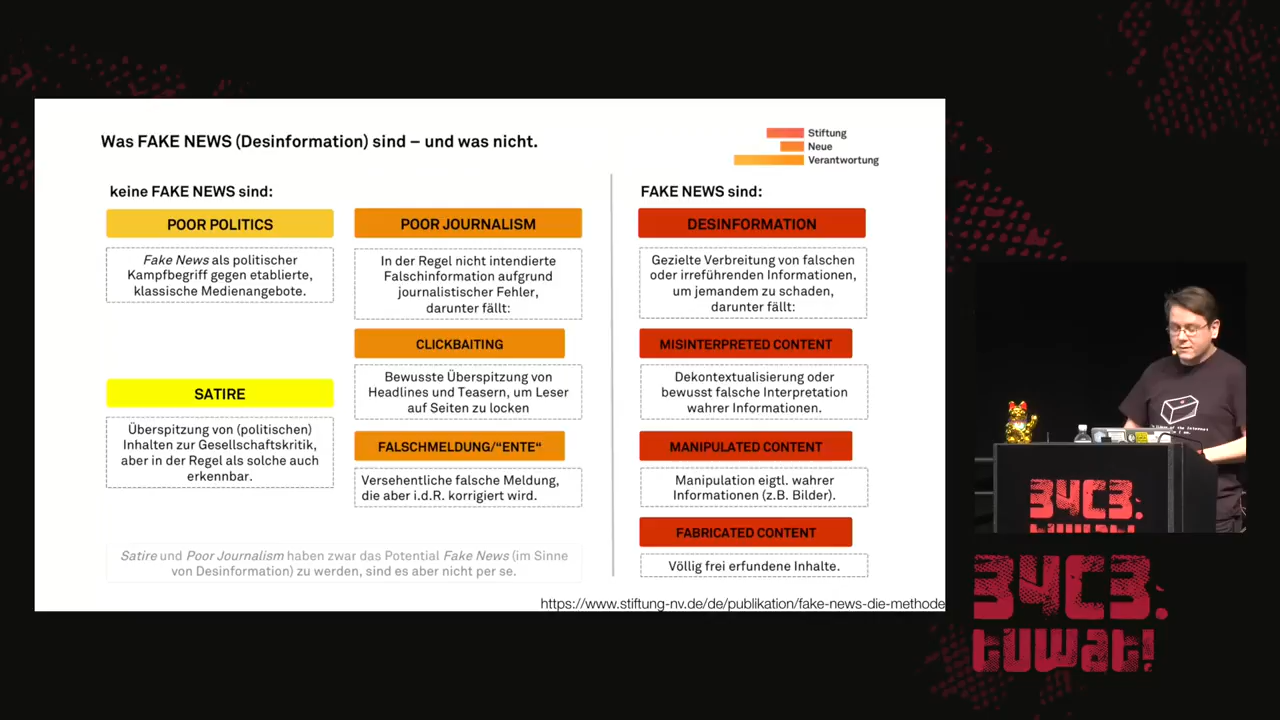 Was FAKE NEWS (Desinformation) sind – und was nicht.
Stiftung
Neue
Verantwortung
keine FAKE NEWS sind:
POOR POLITICS
Fake News als politischer
Kampfbegriff gegen etablierte,
klassische Medienangebote.
SATIRE
Überspitzung von (politischen)
Inhalten zur Gesellschaftskritik,
aber in der Regel als solche auch
erkennbar.
POOR JOURNALISM
In der Regel nicht intendierte
Falschinformation aufgrund
journalistischer Fehler,
darunter fällt:
CLICKBAITING
Bewusste Überspitzung von
Headlines und Teasern, um Leser
auf Seiten zu locken
FALSCHMELDUNG/“ENTE“
Versehentliche falsche Meldung,
die aber i.d.R. korrigiert wird.
Satire und Poor Journalism haben zwar das Potential Fake News (im Sinne
von Desinformation) zu werden, sind es aber nicht per se.
FAKE NEWS sind:
DESINFORMATION
Gezielte Verbreitung von falschen
oder irreführenden Informationen,
um jemandem zu schaden,
darunter fällt:
MISINTERPRETED CONTENT
Dekontextualisierung oder
bewusst falsche Interpretation
wahrer Informationen.
MANIPULATED CONTENT
Manipulation eigtl. wahrer
Informationen (z.B. Bilder).
FABRICATED CONTENT
Völlig frei erfundene Inhalte.
https://www.stiftung-nv.de/de/publikation/fake-news-die-methode
34C3.
tuwat!
34C3.
tuwat!